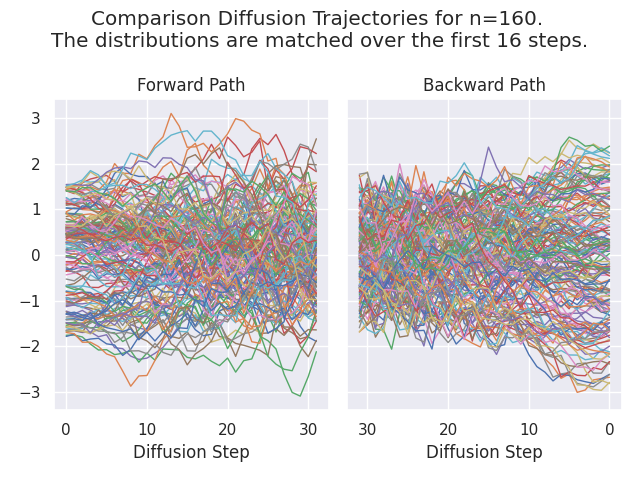 Comparison Diffusion Trajectories for n=160.
The distributions are matched over the first 16 steps.
Forward Path
Backward Path
3
2
1
0
−1
−2
−3
0 10 20 30
30 20 10 0
Diffusion Step
Diffusion Step